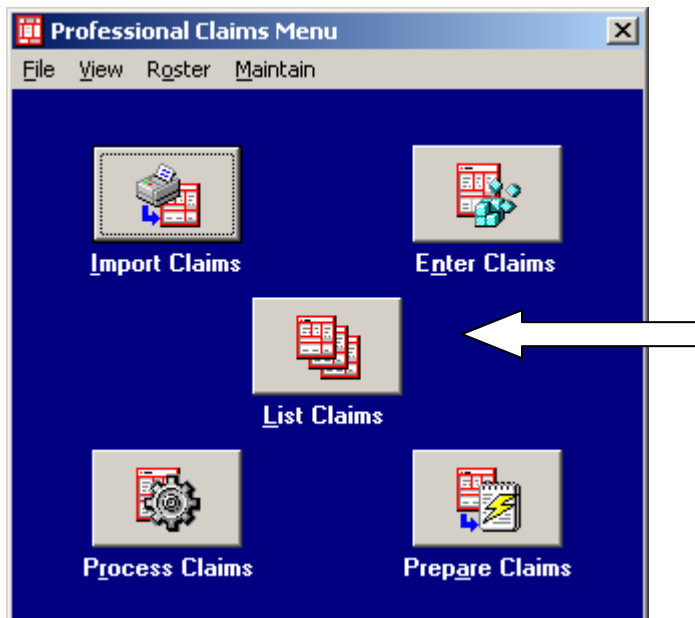 Professional Claims Menu
File View Roster Maintain
Import Claims Enter Claims
List Claims
Process Claims Prepare Claims